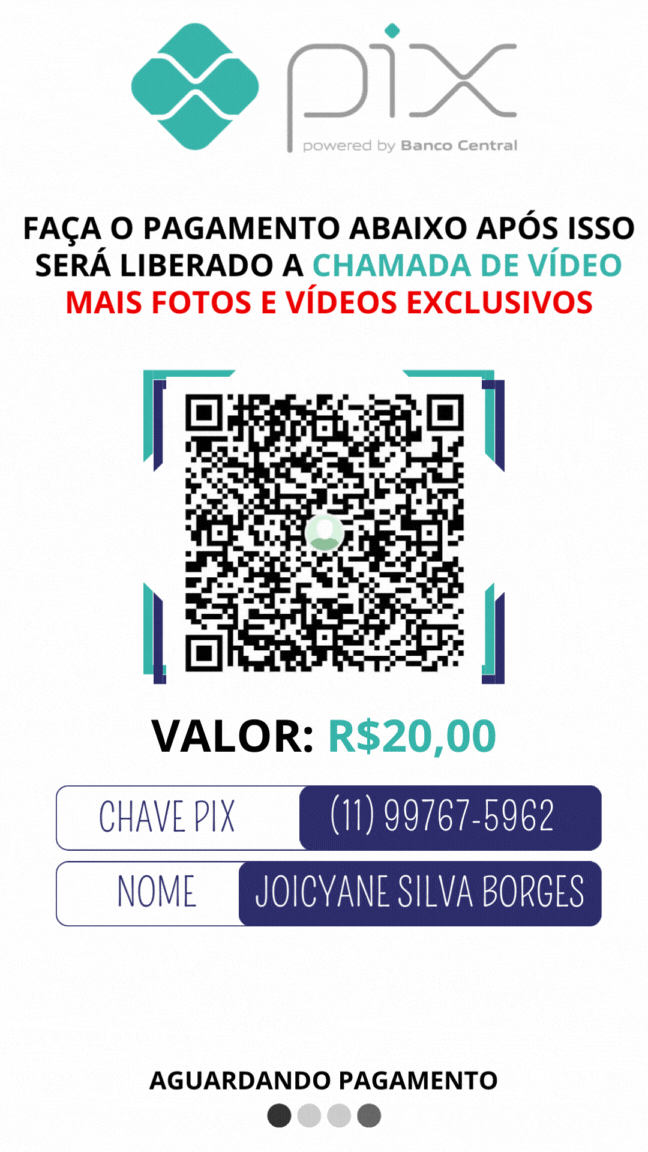 pix
powered by Banco Central
FAÇA O PAGAMENTO ABAIXO APÓS ISSO
SERÁ LIBERADO A CHAMADA DE VÍDEO
MAIS FOTOS E VÍDEOS EXCLUSIVOS
VALOR: R$20,00
CHAVE PIX (11) 99767-5962
NOME JOICYANE SILVA BORGES
AGUARDANDO PAGAMENTO